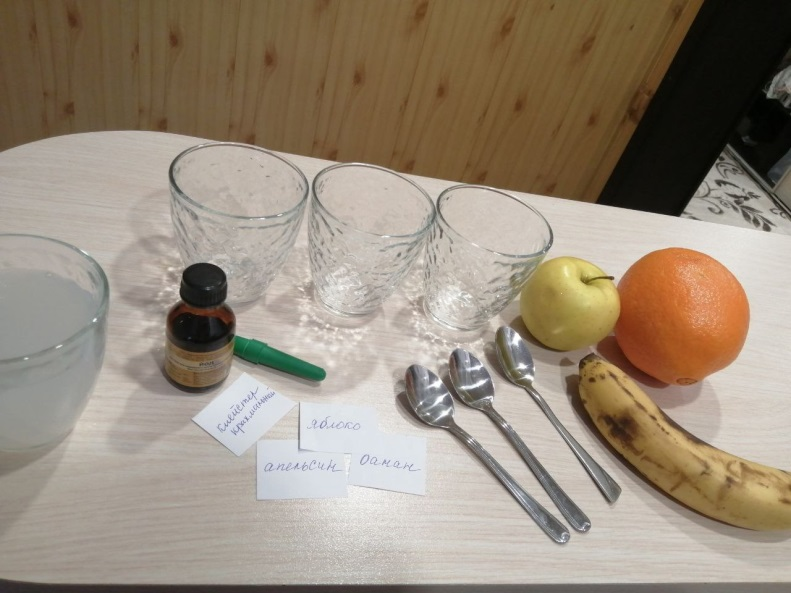 Клейстер
крахмальный
яблоко
апельсин
банан